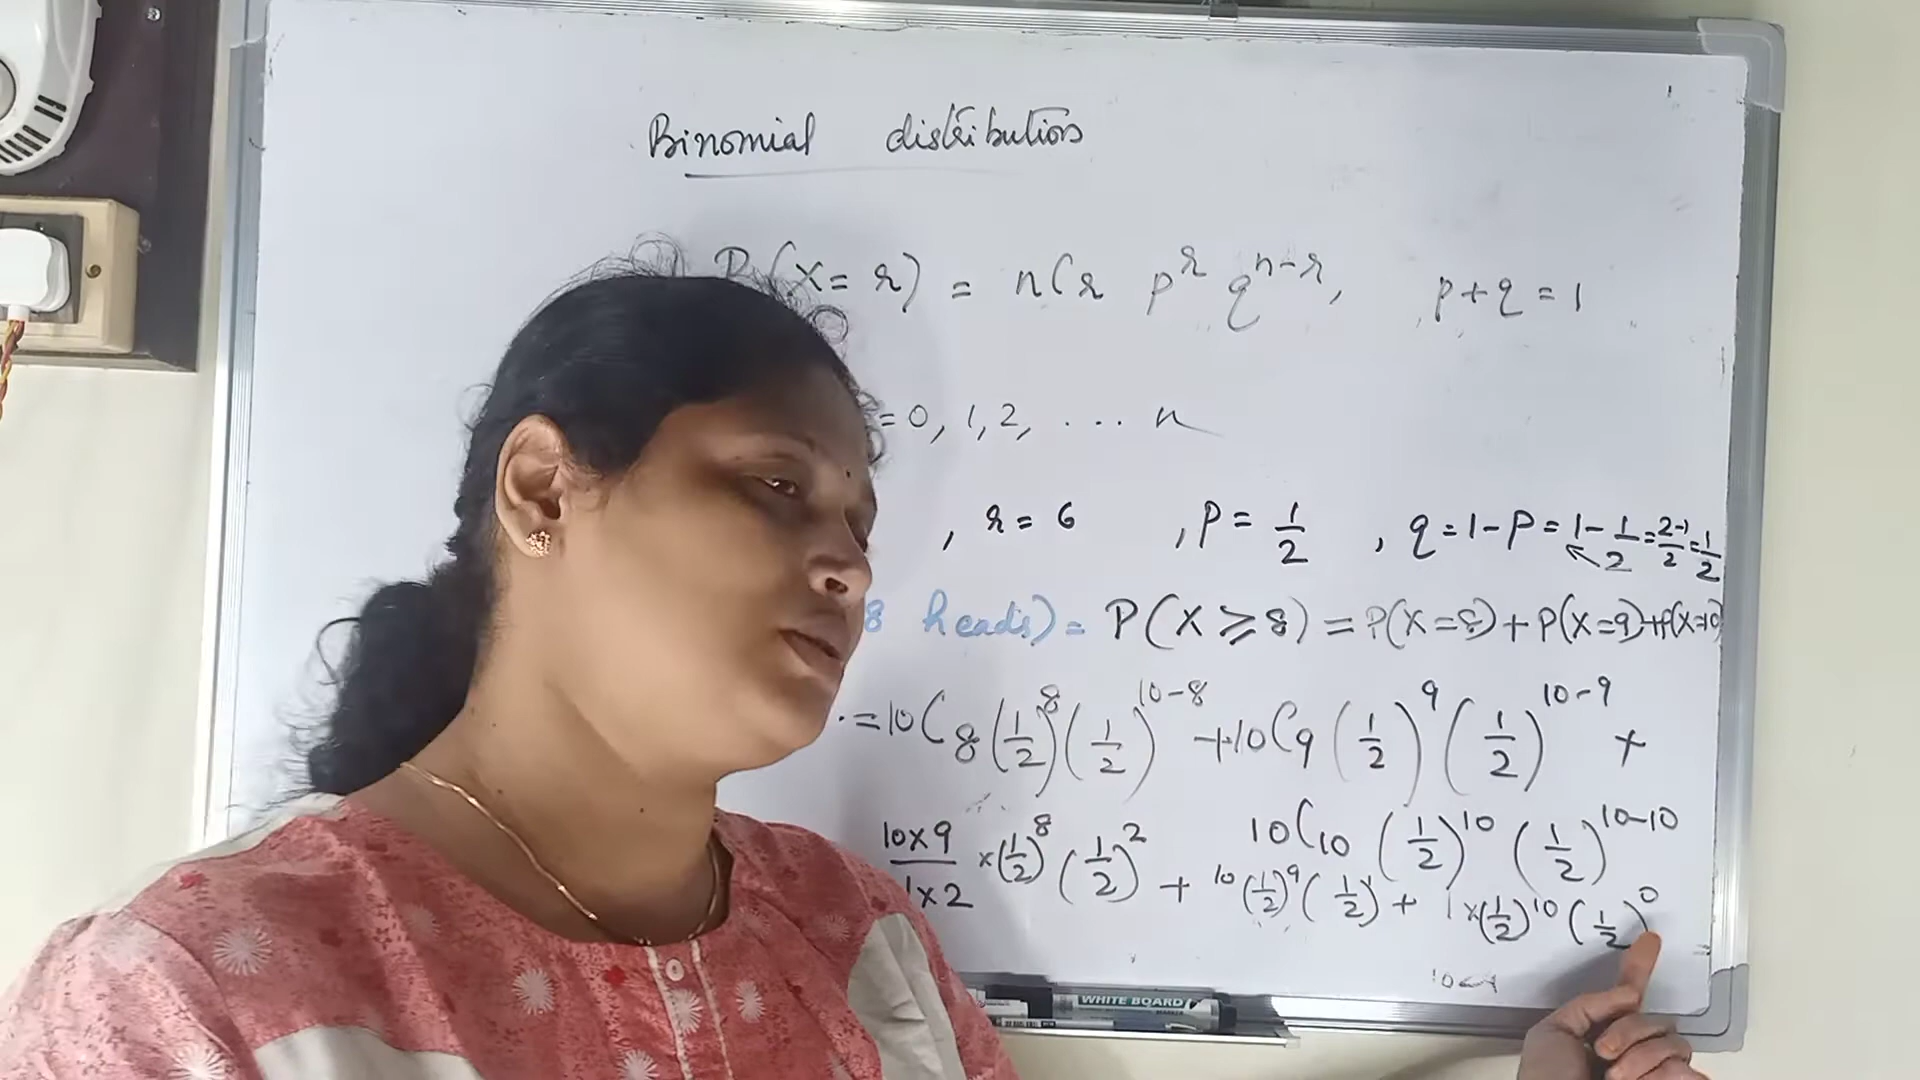 Binomial distribution
P(X = r) = nCr p^r q^{n-r}, p+q = 1
= 0, 1, 2, .... n
, r = 6 , p = 1/2 , q = 1-p = 1 - 1/2 = 2-1/2 = 1/2
8 heads) = P(X ≥ 8) = P(X=8) + P(X=9) + P(X=10)
= 10C8 (1/2)^8 (1/2)^{10-8} + 10C9 (1/2)^9 (1/2)^{10-9} +
10C10 (1/2)^{10} (1/2)^{10-10}
10x9/1x2 x (1/2)^8 (1/2)^2 + 10 (1/2)^9 (1/2)^1 + 1 x (1/2)^{10} (1/2)^0
WHITE BOARD
MARKER